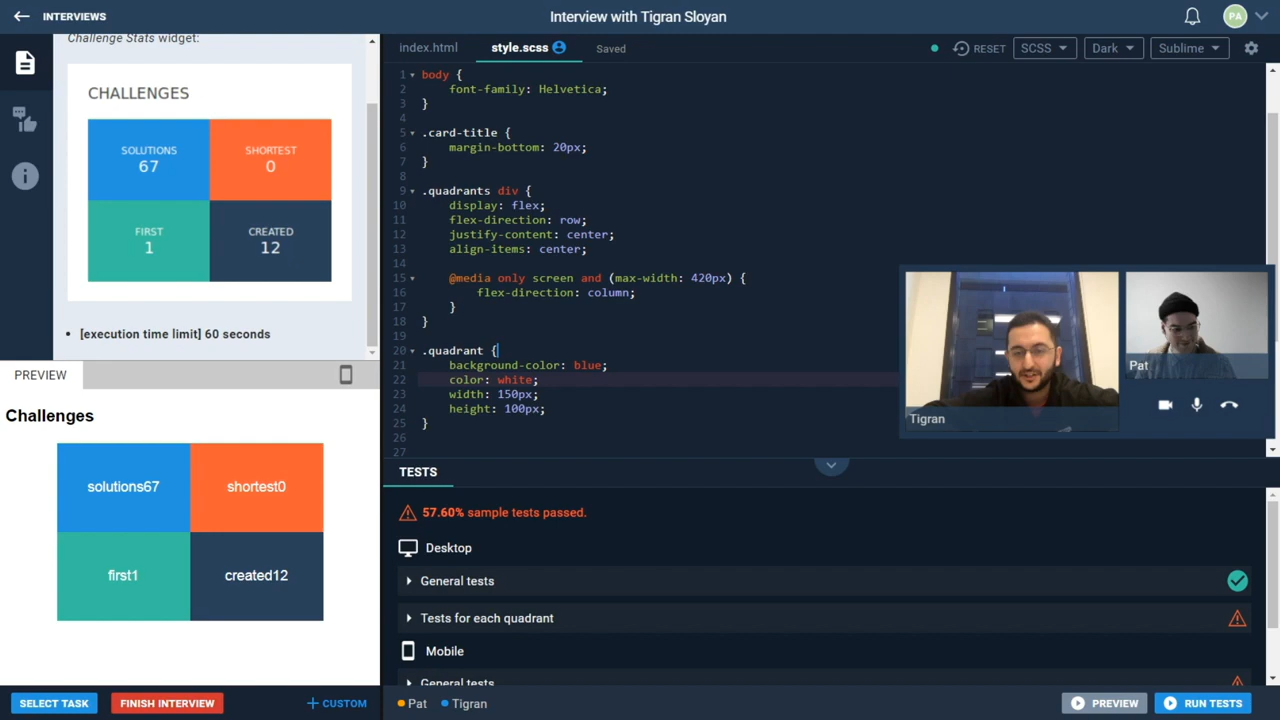 INTERVIEWS
Interview with Tigran Sloyan
PA
Challenge Stats widget:
CHALLENGES
SOLUTIONS
67
SHORTEST
0
FIRST
1
CREATED
12
• [execution time limit] 60 seconds
PREVIEW
Challenges
solutions67
shortest0
first1
created12
SELECT TASK
FINISH INTERVIEW
+ CUSTOM
index.html
style.scss
Saved
RESET
SCSS
Dark
Sublime
1 body {
2 font-family: Helvetica;
3 }
4
5 .card-title {
6 margin-bottom: 20px;
7 }
8
9 .quadrants div {
10 display: flex;
11 flex-direction: row;
12 justify-content: center;
13 align-items: center;
14
15 @media only screen and (max-width: 420px) {
16 flex-direction: column;
17 }
18 }
19
20 .quadrant {
21 background-color: blue;
22 color: white;
23 width: 150px;
24 height: 100px;
25 }
26
27
Tigran
Pat
TESTS
57.60% sample tests passed.
Desktop
General tests
Tests for each quadrant
Mobile
General tests
Pat
Tigran
PREVIEW
RUN TESTS